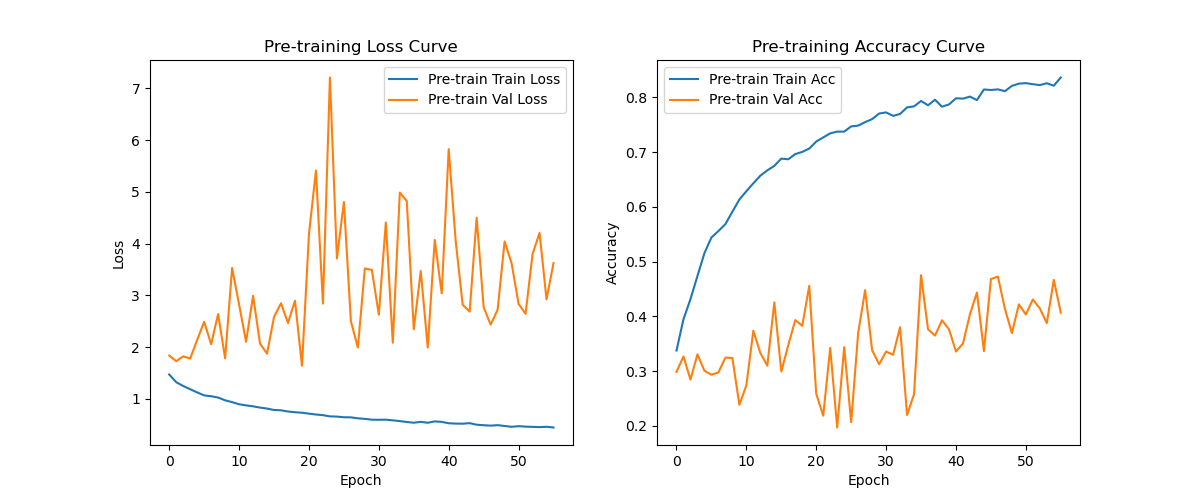 Pre-training Loss Curve
Pre-train Train Loss
Pre-train Val Loss
7
6
5
4
3
2
1
Loss
0
10
20
30
40
50
Epoch
Pre-training Accuracy Curve
Pre-train Train Acc
Pre-train Val Acc
0.8
0.7
0.6
0.5
0.4
0.3
0.2
Accuracy
0
10
20
30
40
50
Epoch